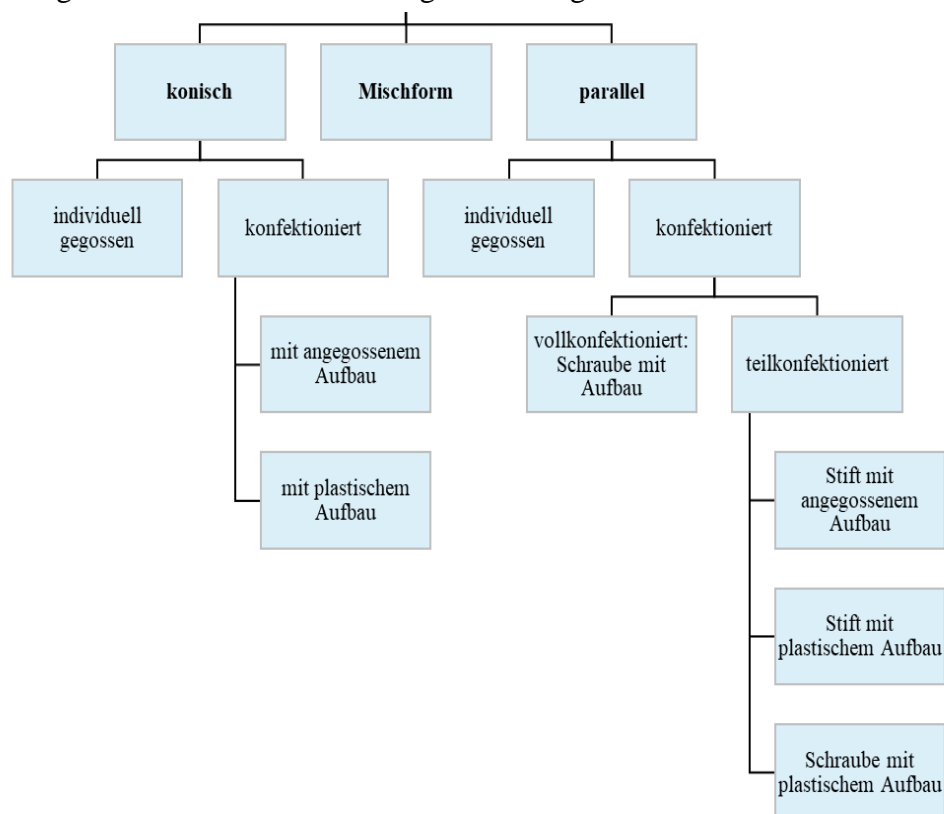 konisch
Mischform
parallel
individuell
gegossen
konfektioniert
individuell
gegossen
konfektioniert
mit angegossenem
Aufbau
vollkonfektioniert:
Schraube mit
Aufbau
teilkonfektioniert
mit plastischem
Aufbau
Stift mit
angegossenem
Aufbau
Stift mit
plastischem Aufbau
Schraube mit
plastischem Aufbau